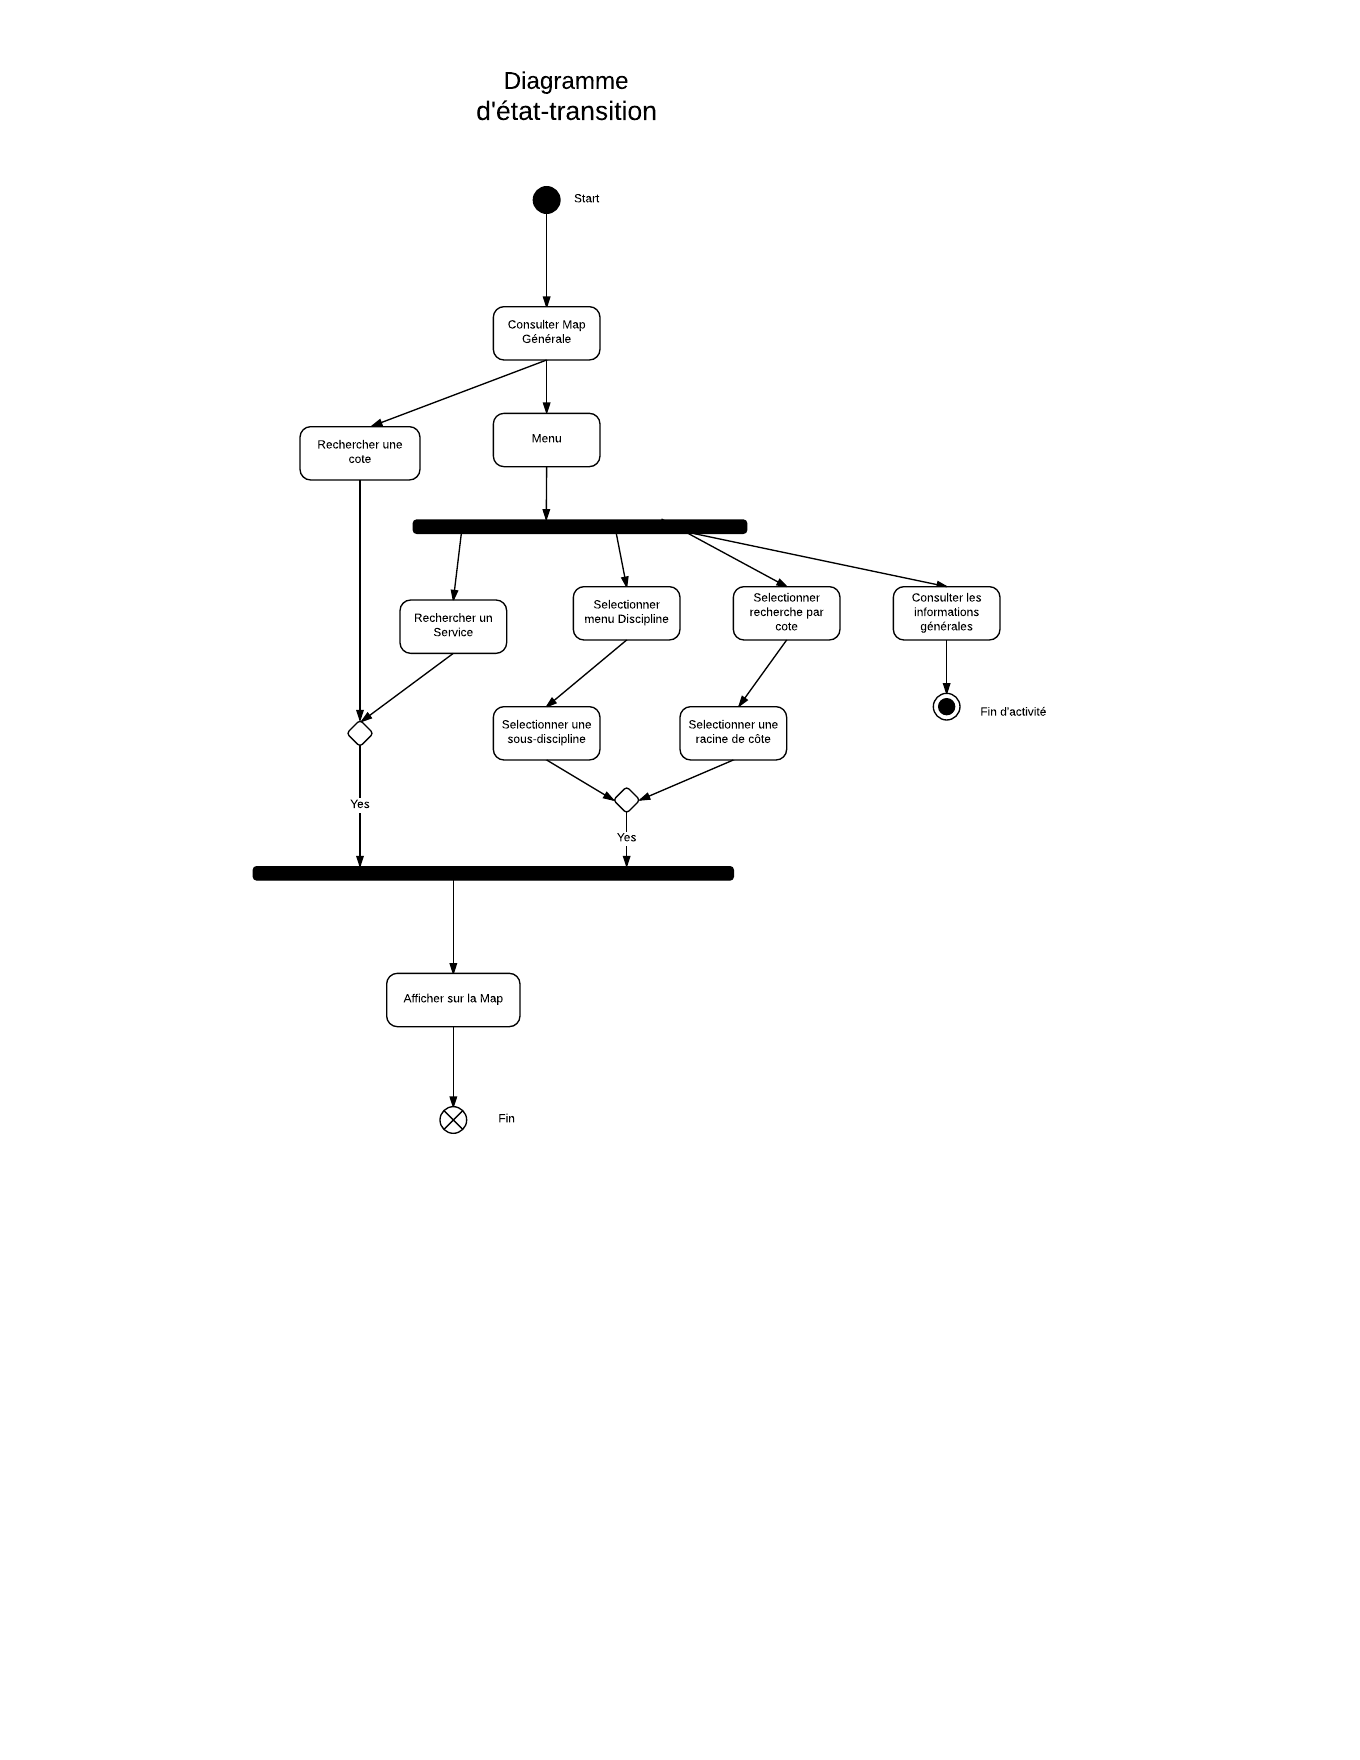 Diagramme
d'état-transition
Start
Consulter Map
Générale
Rechercher une
cote
Menu
Rechercher un
Service
Selectionner
menu Discipline
Selectionner
recherche par
cote
Consulter les
informations
générales
Selectionner une
sous-discipline
Selectionner une
racine de côte
Fin d'activité
Yes
Yes
Afficher sur la Map
Fin